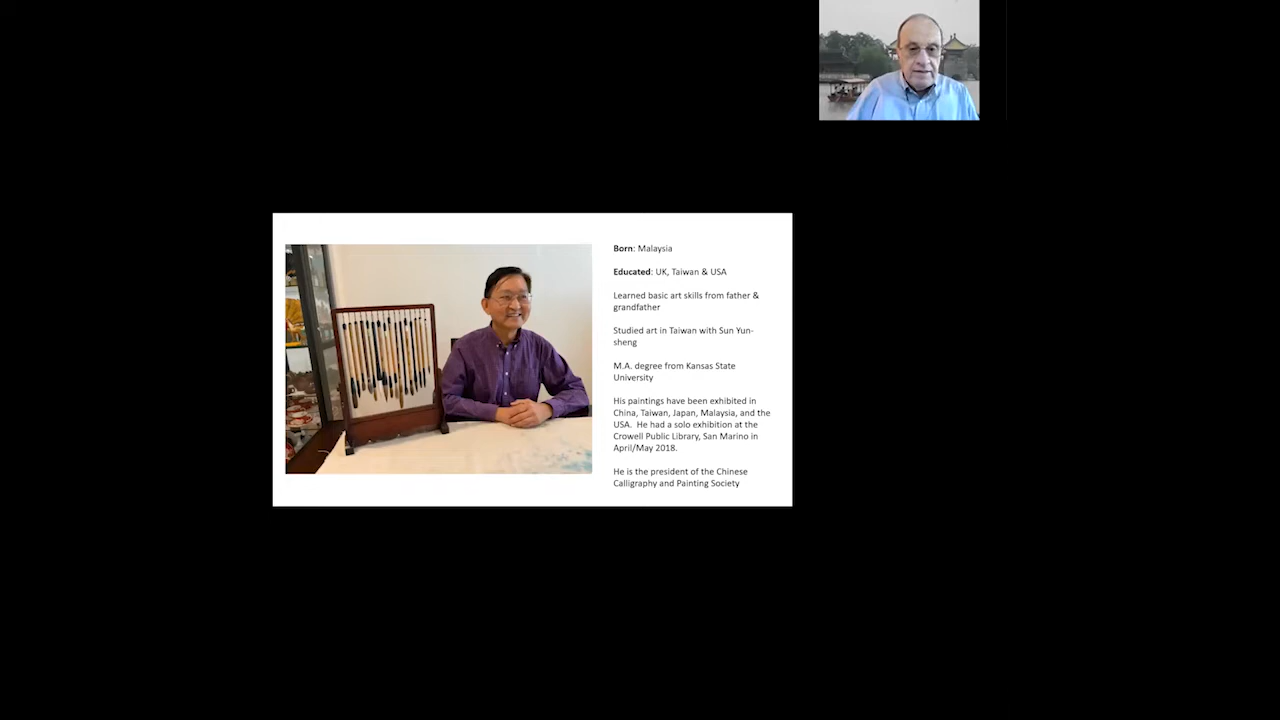 Born: Malaysia
Educated: UK, Taiwan & USA
Learned basic art skills from father &
grandfather
Studied art in Taiwan with Sun Yun-
sheng
M.A. degree from Kansas State
University
His paintings have been exhibited in
China, Taiwan, Japan, Malaysia, and the
USA.  He had a solo exhibition at the
Crowell Public Library, San Marino in
April/May 2018.
He is the president of the Chinese
Calligraphy and Painting Society